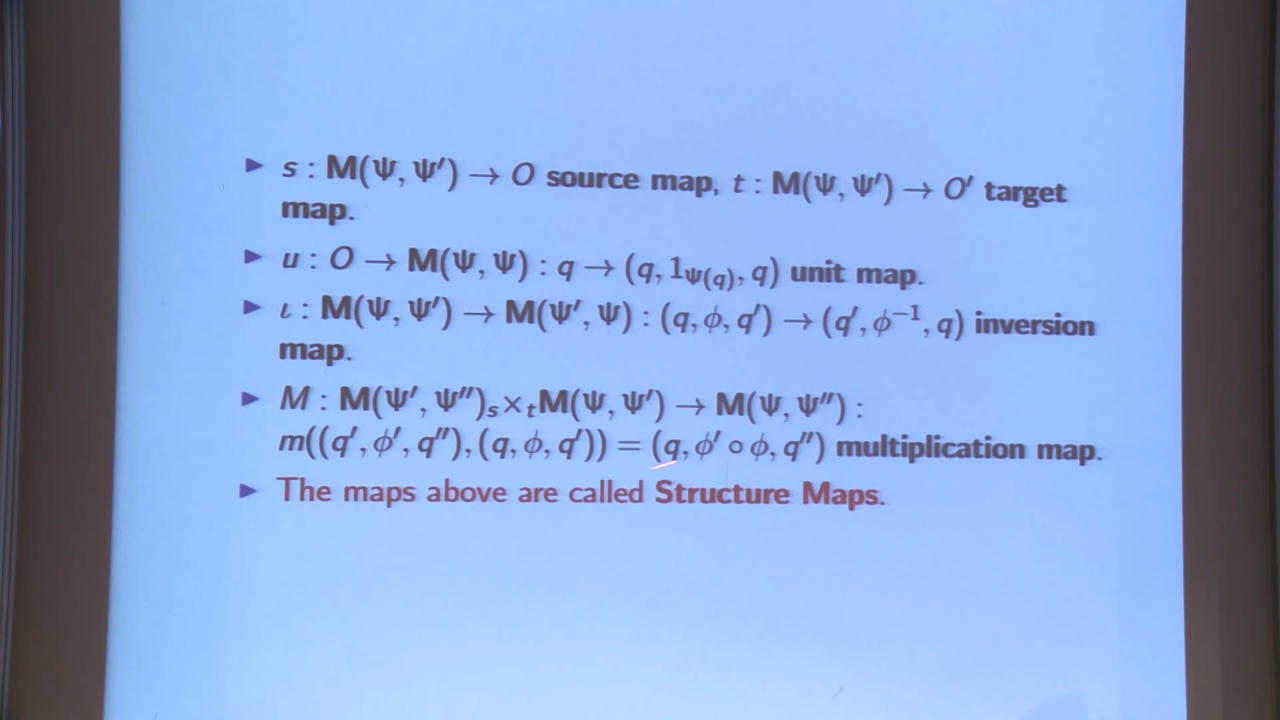 ▶ s : M(Ψ, Ψ′) → O source map, t : M(Ψ, Ψ′) → O′ target
map.
▶ u : O → M(Ψ, Ψ) : q → (q, 1_Ψ(q), q) unit map.
▶ ι : M(Ψ, Ψ′) → M(Ψ′, Ψ) : (q, ϕ, q′) → (q′, ϕ⁻¹, q) inversion
map.
▶ M : M(Ψ′, Ψ″)ₛ×ₜM(Ψ, Ψ′) → M(Ψ, Ψ″) :
m((q′, ϕ′, q″), (q, ϕ, q′)) = (q, ϕ′ ∘ ϕ, q″) multiplication map.
▶ The maps above are called Structure Maps.